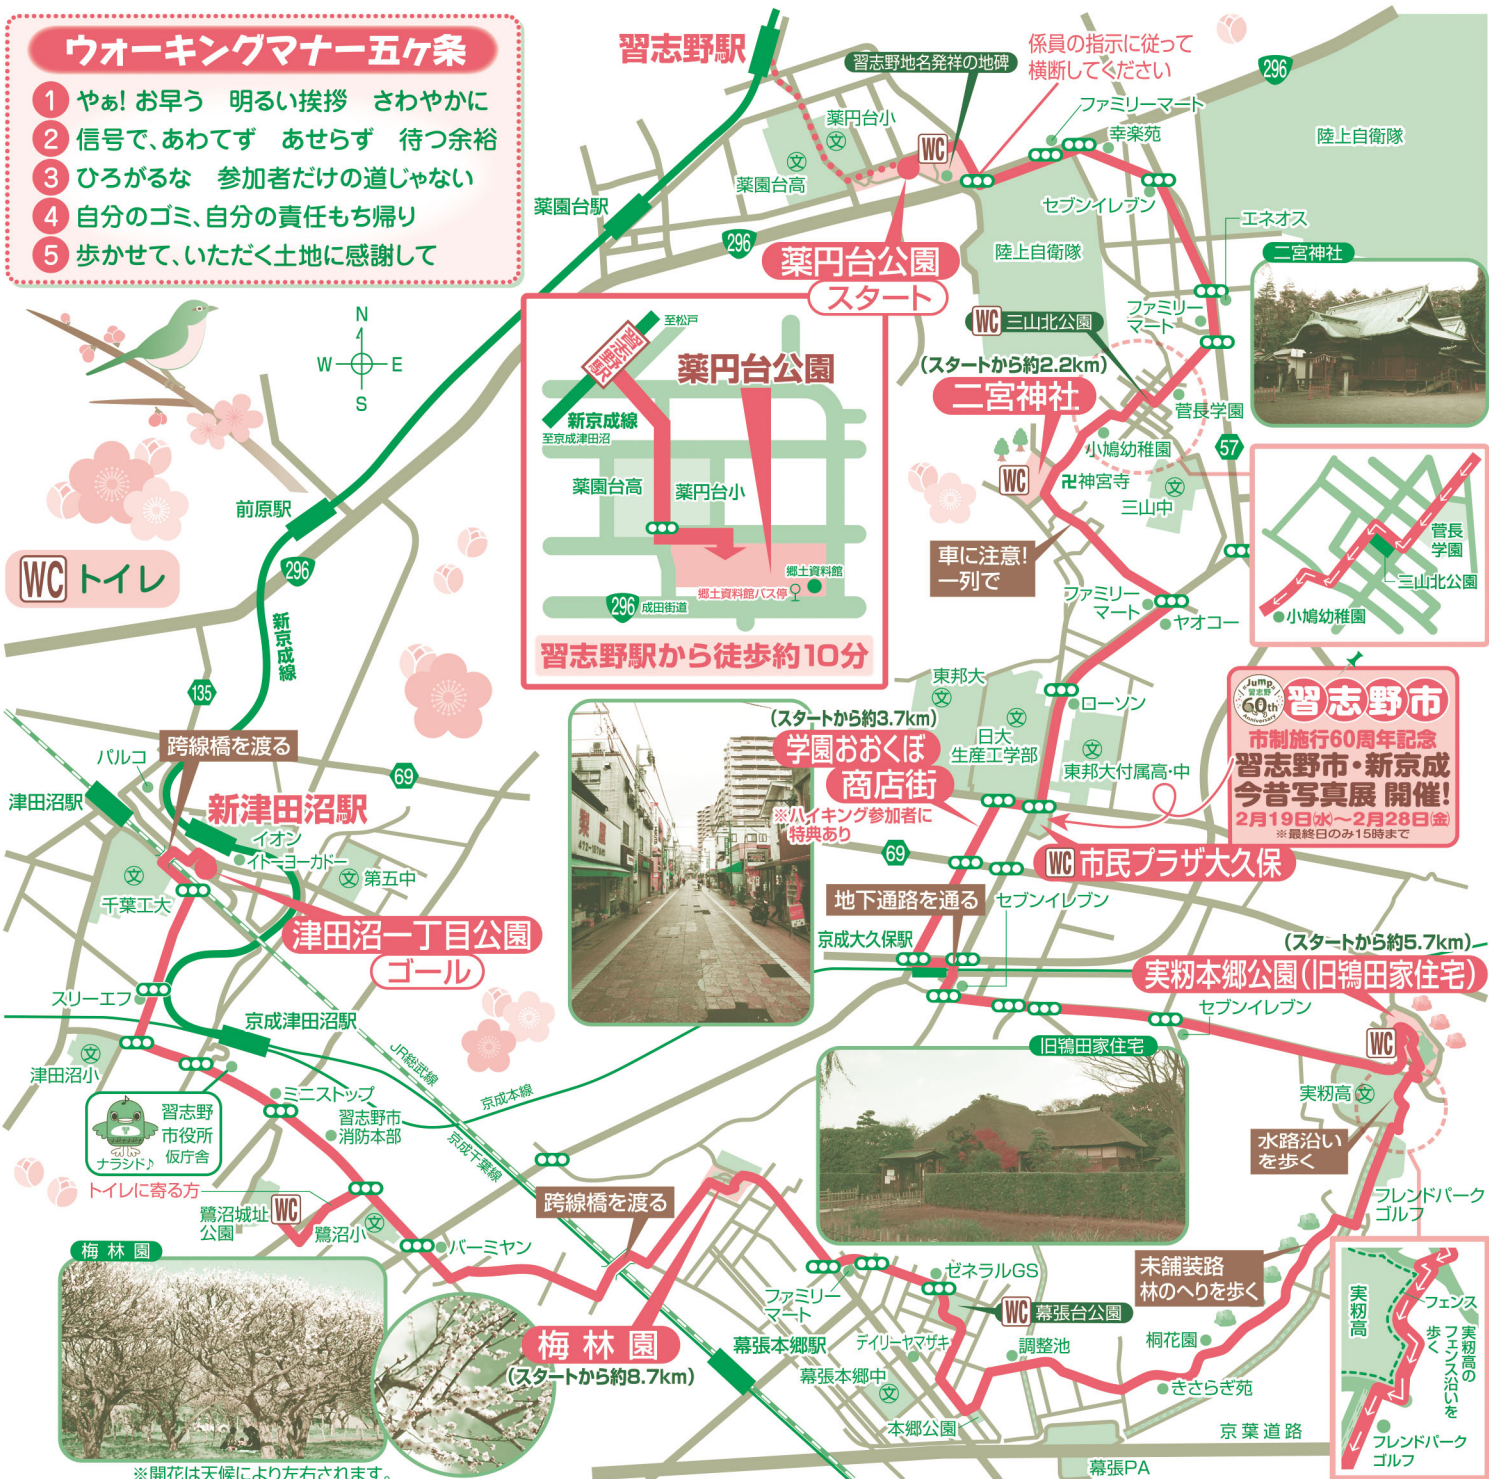 ウォーキングマナー五ヶ条
1 やぁ! お早う 明るい挨拶 さわやかに
2 信号で、あわてず あせらず 待つ余裕
3 ひろがるな 参加者だけの道じゃない
4 自分のゴミ、自分の責任もち帰り
5 歩かせて、いただく土地に感謝して
習志野駅
習志野地名発祥の地碑
係員の指示に従って
横断してください
296
ファミリーマート
幸楽苑
陸上自衛隊
薬円台小
文
WC
文
薬園台高
セブンイレブン
薬園台駅
296
エネオス
陸上自衛隊
薬円台公園
スタート
二宮神社
ファミリー
マート
WC 三山北公園
(スタートから約2.2km)
二宮神社
菅長学園
小鳩幼稚園
57
WC
卍神宮寺
文
三山中
車に注意!
一列で
ファミリー
マート
ヤオコー
菅長
学園
三山北公園
小鳩幼稚園
N
W E
S
習志野駅
至松戸
薬円台公園
新京成線
至京成津田沼
薬園台高
薬円台小
郷土資料館
郷土資料館バス停
296 成田街道
習志野駅から徒歩約10分
前原駅
296
WC トイレ
新京成線
135
跨線橋を渡る
パルコ
69
津田沼駅
新津田沼駅
イオン
イトーヨーカドー
文
千葉工大
文 第五中
津田沼一丁目公園
ゴール
スリーエフ
京成津田沼駅
文
津田沼小
ミニストップ
習志野
市役所
仮庁舎
ナラシド♪
習志野市
消防本部
JR総武線
京成本線
京成千葉線
トイレに寄る方
鷺沼城址
公園
WC
文
鷺沼小
バーミヤン
跨線橋を渡る
東邦大
文
文
日大
生産工学部
ローソン
文
東邦大付属高・中
(スタートから約3.7km)
学園おおくぼ
商店街
※ハイキング参加者に
特典あり
Jump
習志野
60th
Anniversary
習志野市
市制施行60周年記念
習志野市・新京成
今昔写真展 開催!
2月19日(水)〜2月28日(金)
※最終日のみ15時まで
69
WC 市民プラザ大久保
地下通路を通る
セブンイレブン
京成大久保駅
(スタートから約5.7km)
実籾本郷公園(旧鴇田家住宅)
セブンイレブン
WC
旧鴇田家住宅
実籾高 文
水路沿い
を歩く
フレンドパーク
ゴルフ
未舗装路
林のへりを歩く
桐花園
きさらぎ苑
実籾高
フェンス
実籾高の
フェンス沿いを
歩く
フレンドパーク
ゴルフ
ゼネラルGS
ファミリー
マート
WC 幕張台公園
デイリーヤマザキ
調整池
幕張本郷駅
幕張本郷中
文
本郷公園
京葉道路
幕張PA
梅林園
(スタートから約8.7km)
梅林園
※開花は天候により左右されます。